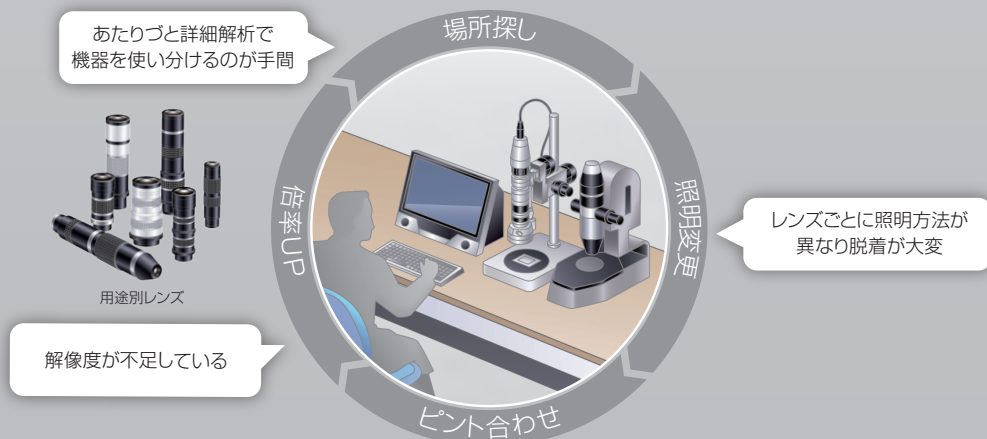 場所探し
あたりづと詳細解析で
機器を使い分けるのが手間
用途別レンズ
倍率UP
照明変更
レンズごとに照明方法が
異なり脱着が大変
解像度が不足している
ピント合わせ